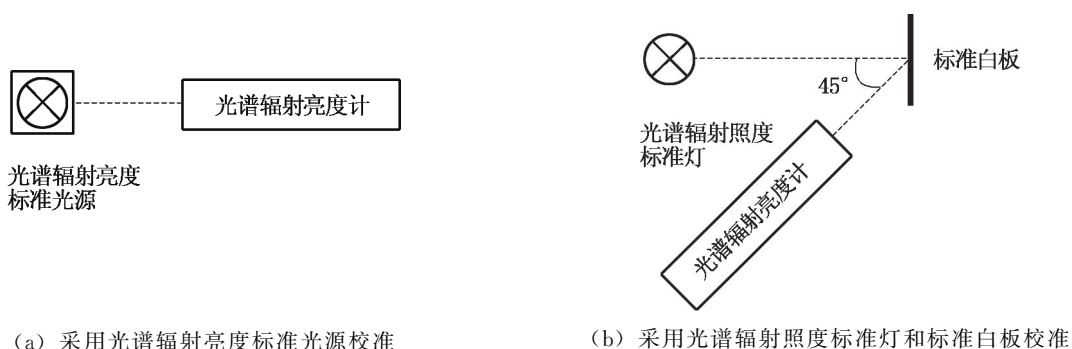 光谱辐射亮度计
光谱辐射亮度
标准光源
(a) 采用光谱辐射亮度标准光源校准
标准白板
45°
光谱辐射照度
标准灯
光谱辐射亮度计
(b) 采用光谱辐射照度标准灯和标准白板校准